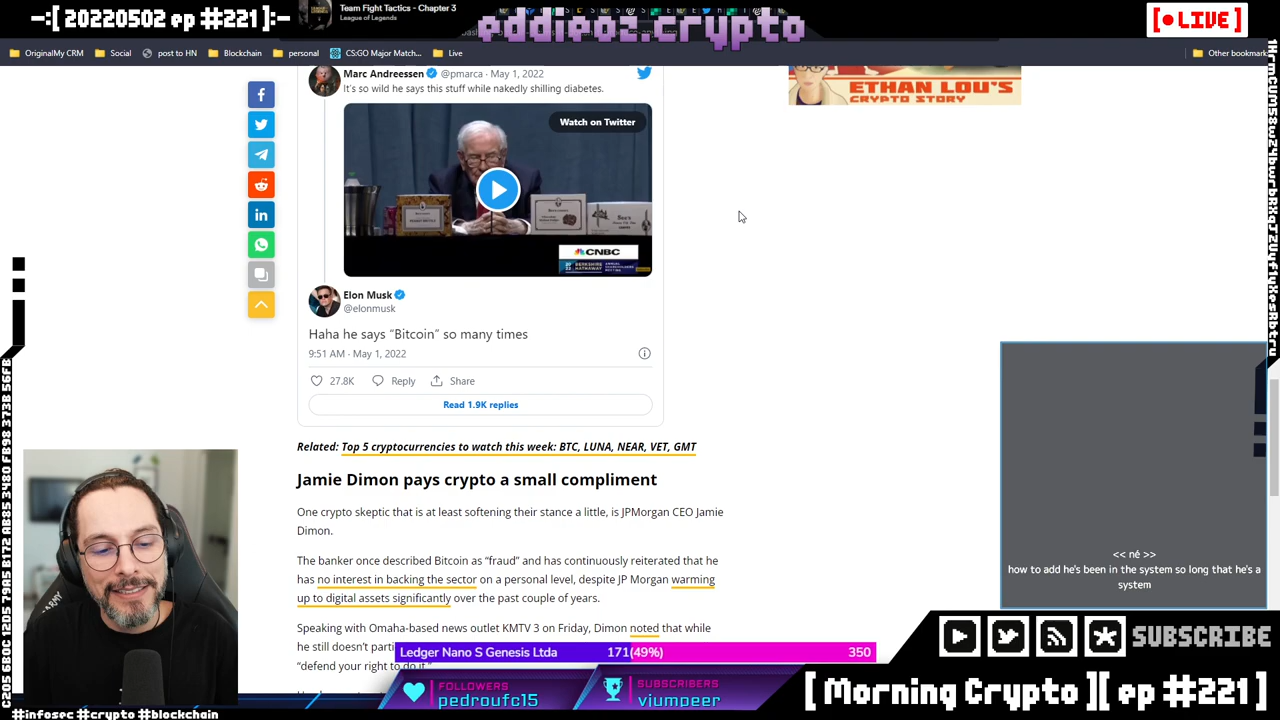 -:[ 20220502 ep #221 ]:-
Team Fight Tactics - Chapter 3
League of Legends
eddieoz.crypto
[ • LIVE ]
OriginalMy CRM
Social
post to HN
Blockchain
personal
CS:GO Major Match...
Live
Other bookmark
Marc Andreessen @pmarca · May 1, 2022
It's so wild he says this stuff while nakedly shilling diabetes.
Watch on Twitter
CNBC
BERKSHIRE HATHAWAY
ETHAN LOU'S
CRYPTO STORY
Elon Musk
@elonmusk
Haha he says “Bitcoin” so many times
9:51 AM · May 1, 2022
27.8K Reply Share
Read 1.9K replies
Related: Top 5 cryptocurrencies to watch this week: BTC, LUNA, NEAR, VET, GMT
Jamie Dimon pays crypto a small compliment
One crypto skeptic that is at least softening their stance a little, is JPMorgan CEO Jamie
Dimon.
The banker once described Bitcoin as “fraud” and has continuously reiterated that he
has no interest in backing the sector on a personal level, despite JP Morgan warming
up to digital assets significantly over the past couple of years.
Speaking with Omaha-based news outlet KMTV 3 on Friday, Dimon noted that while
he still doesn't parti
“defend your right to do it.”
<< né >>
how to add he's been in the system so long that he's a
system
Ledger Nano S Genesis Ltda 171(49%) 350
FOLLOWERS
pedroufc15
SUBSCRIBERS
viumpeer
SUBSCRIBE
[ Morning Crypto ][ ep #221 ]
#infosec #crypto #blockchain